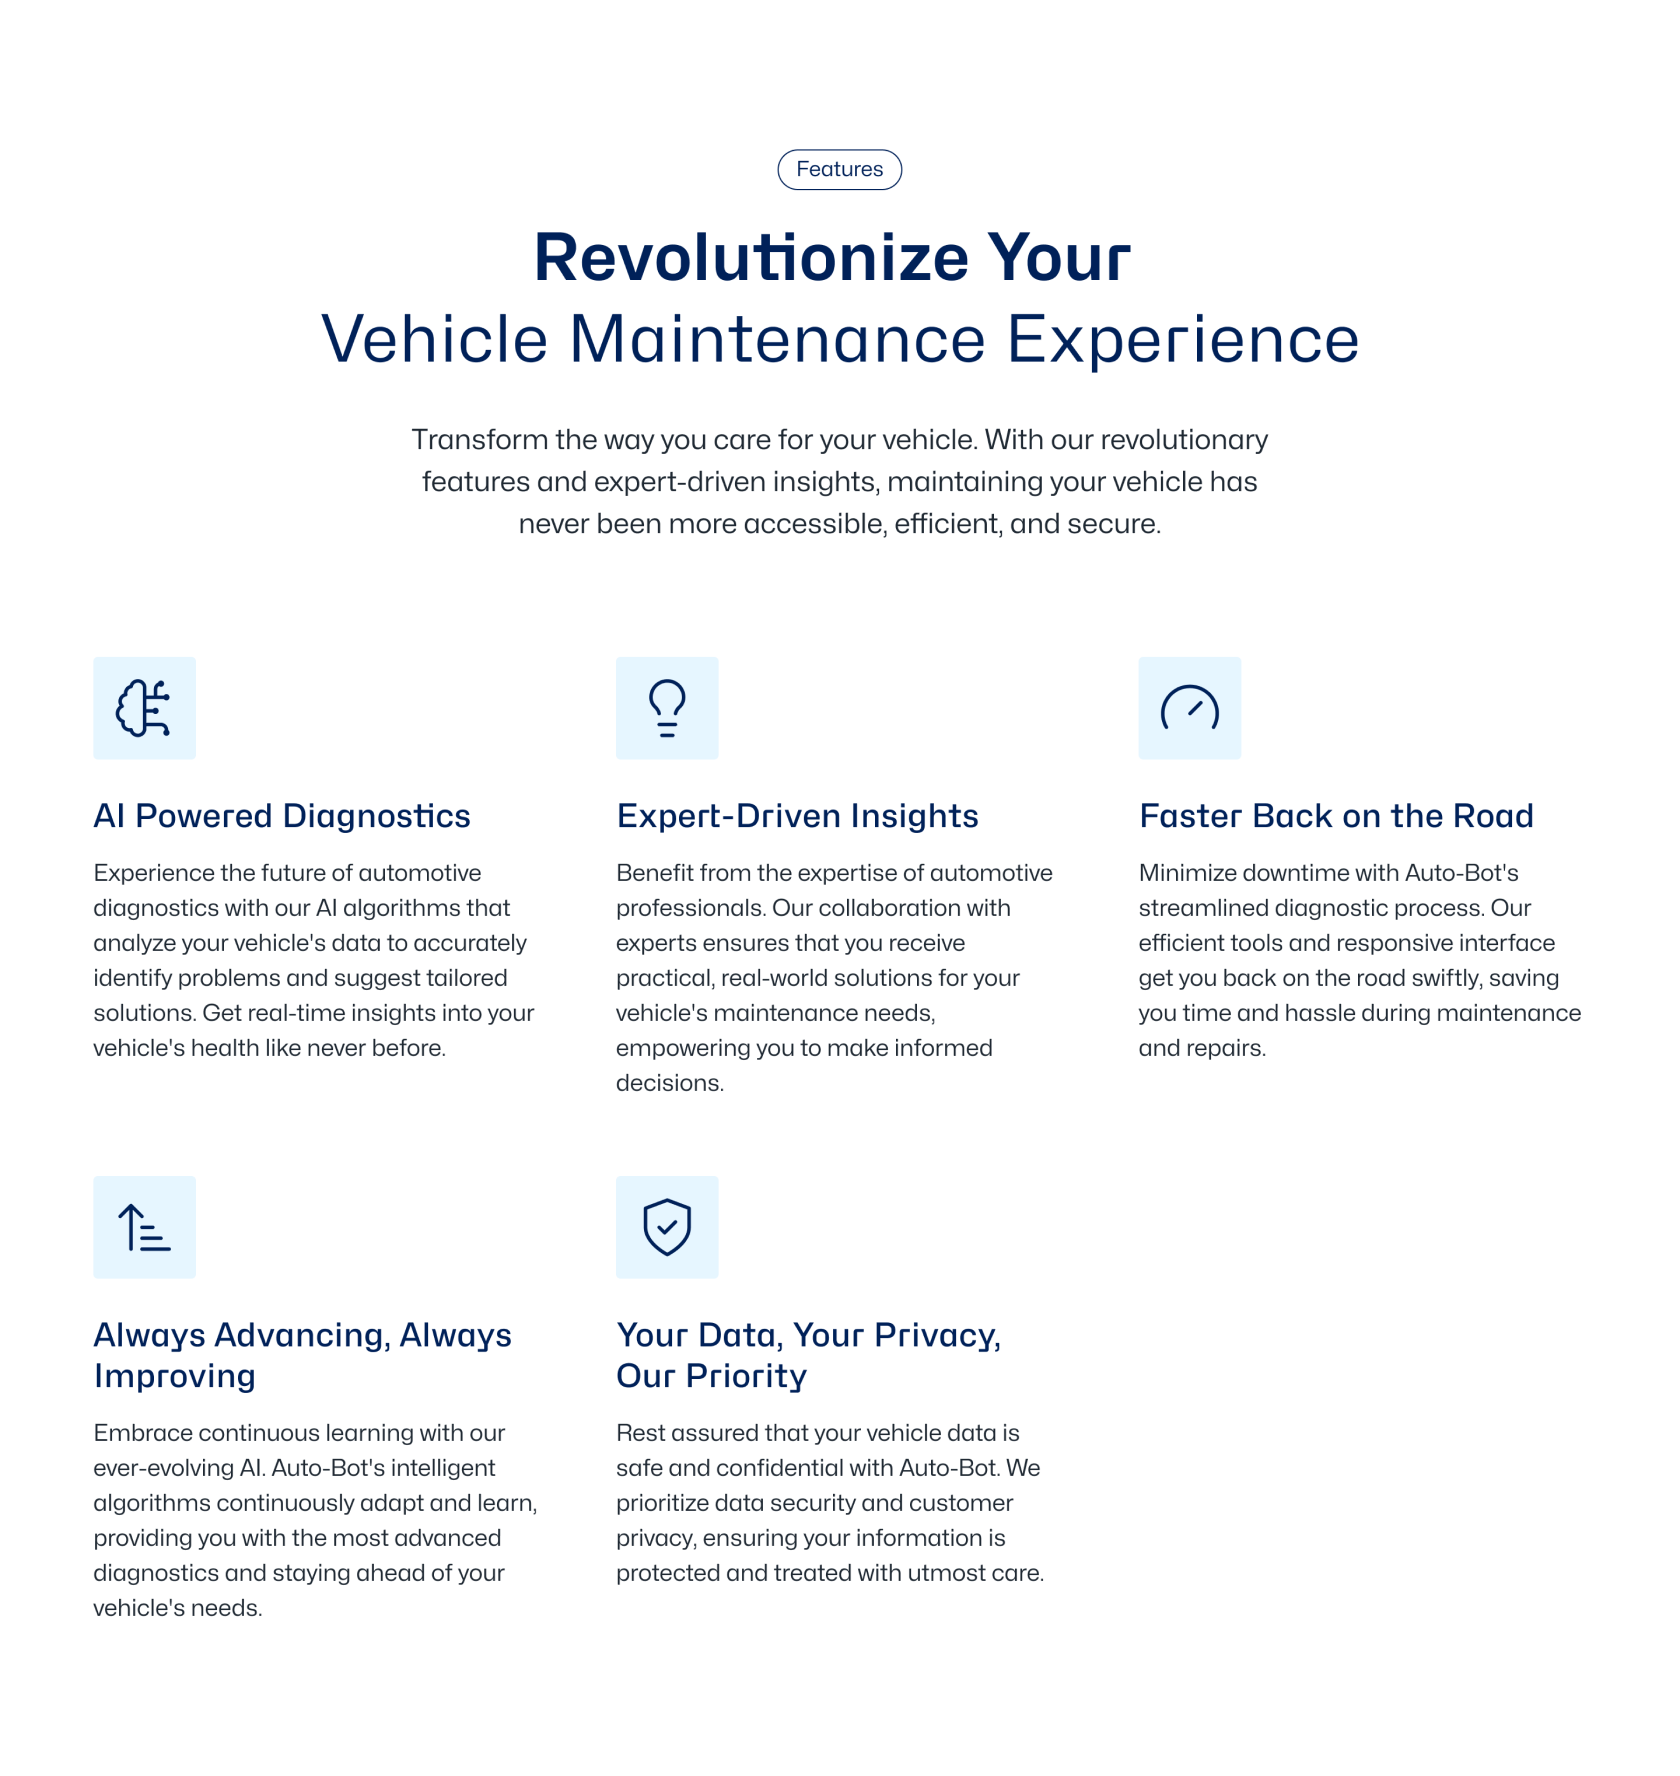 Features
Revolutionize Your
Vehicle Maintenance Experience
Transform the way you care for your vehicle. With our revolutionary
features and expert-driven insights, maintaining your vehicle has
never been more accessible, efficient, and secure.
AI Powered Diagnostics
Experience the future of automotive
diagnostics with our AI algorithms that
analyze your vehicle's data to accurately
identify problems and suggest tailored
solutions. Get real-time insights into your
vehicle's health like never before.
Expert-Driven Insights
Benefit from the expertise of automotive
professionals. Our collaboration with
experts ensures that you receive
practical, real-world solutions for your
vehicle's maintenance needs,
empowering you to make informed
decisions.
Faster Back on the Road
Minimize downtime with Auto-Bot's
streamlined diagnostic process. Our
efficient tools and responsive interface
get you back on the road swiftly, saving
you time and hassle during maintenance
and repairs.
Always Advancing, Always
Improving
Embrace continuous learning with our
ever-evolving AI. Auto-Bot's intelligent
algorithms continuously adapt and learn,
providing you with the most advanced
diagnostics and staying ahead of your
vehicle's needs.
Your Data, Your Privacy,
Our Priority
Rest assured that your vehicle data is
safe and confidential with Auto-Bot. We
prioritize data security and customer
privacy, ensuring your information is
protected and treated with utmost care.